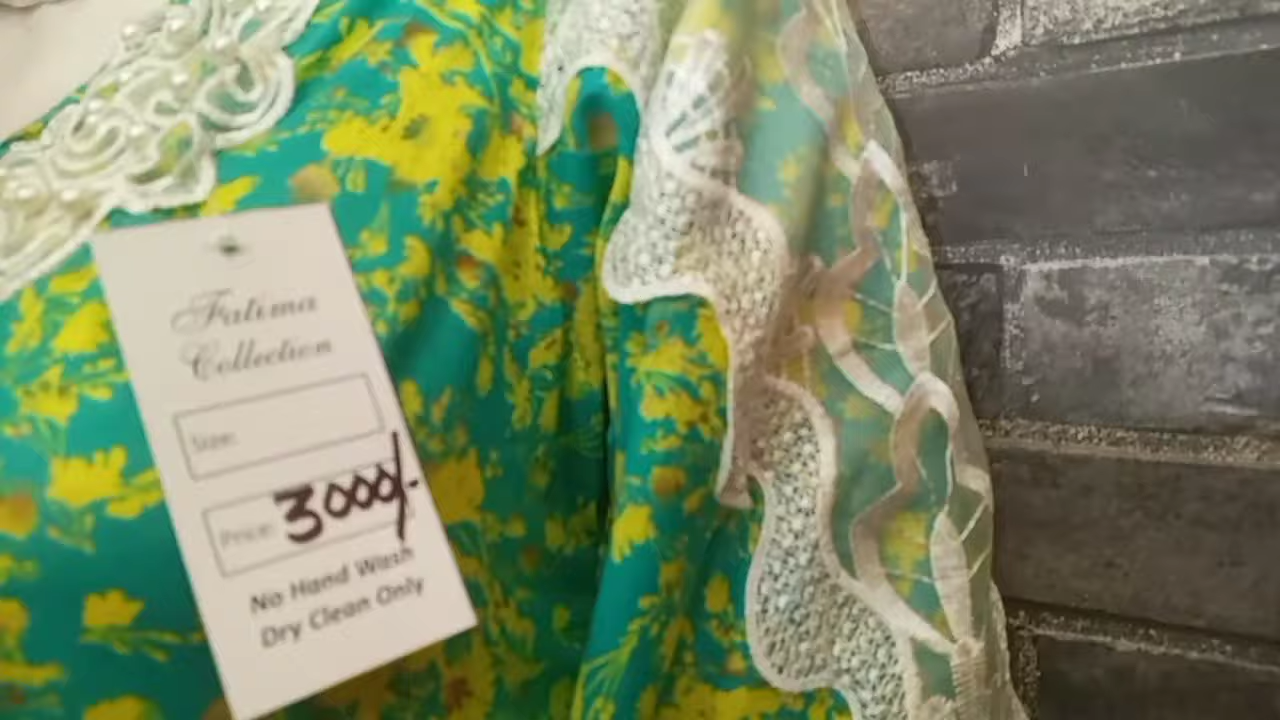 Fatima
Collection
Size:
Price: 3000/-
No Hand Wash
Dry Clean Only